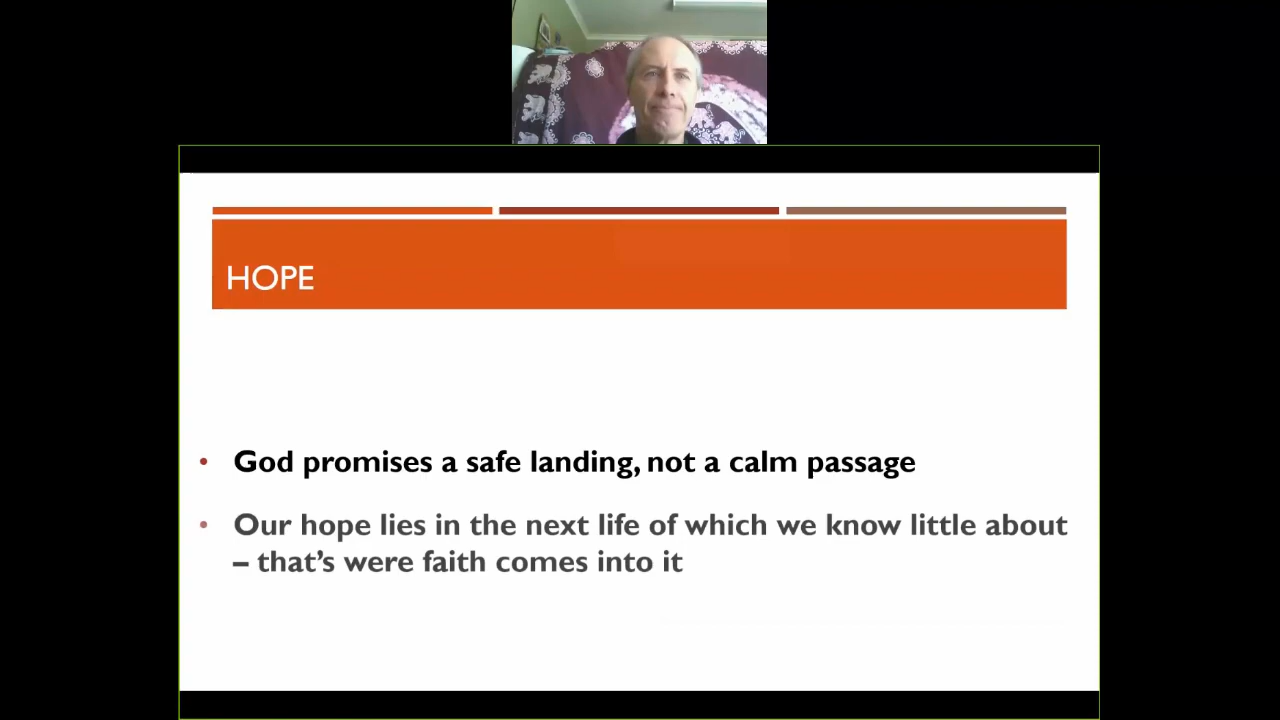 HOPE
• God promises a safe landing, not a calm passage
• Our hope lies in the next life of which we know little about
– that’s were faith comes into it